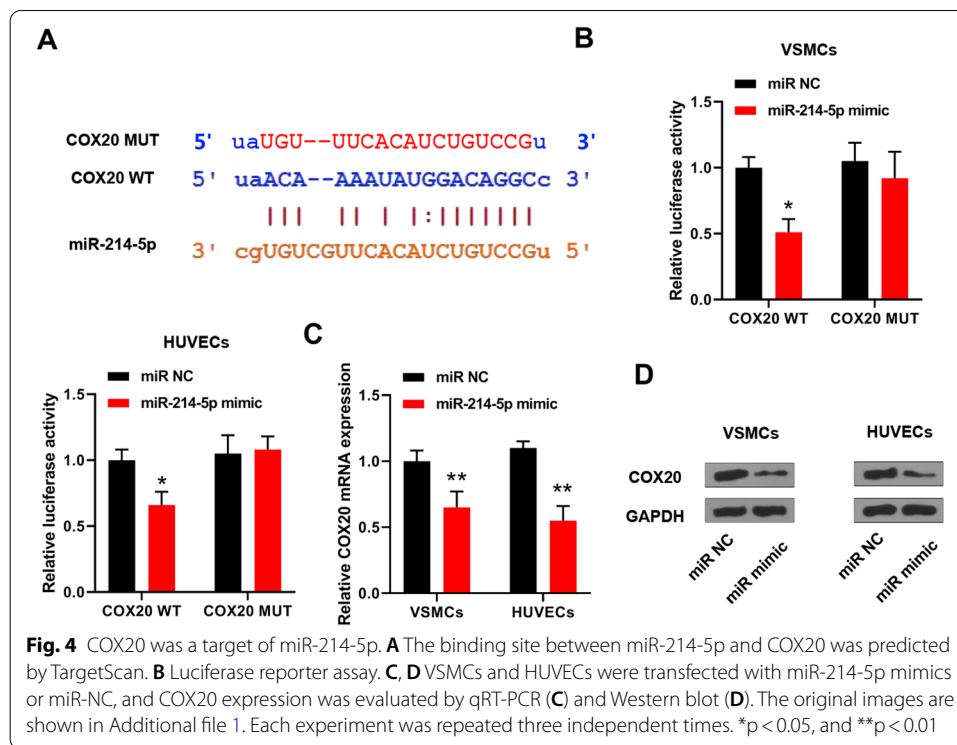 A
COX20 MUT 5' uaUGU--UUCACAUCUGUCCGu 3'
COX20 WT 5' uaACA--AAAUAUGGACAGGCc 3'
||| || | |:|||||||
miR-214-5p 3' cgUGUCGUUCACAUCUGUCCGu 5'
B
VSMCs
miR NC
miR-214-5p mimic
Relative luciferase activity
1.5
1.0
0.5
0.0
*
COX20 WT COX20 MUT
HUVECs
miR NC
miR-214-5p mimic
Relative luciferase activity
1.5
1.0
0.5
0.0
*
COX20 WT COX20 MUT
C
miR NC
miR-214-5p mimic
Relative COX20 mRNA expression
1.5
1.0
0.5
0.0
**
**
VSMCs HUVECs
D
VSMCs HUVECs
COX20
GAPDH
miR NC miR mimic miR NC miR mimic
Fig. 4 COX20 was a target of miR-214-5p. A The binding site between miR-214-5p and COX20 was predicted
by TargetScan. B Luciferase reporter assay. C, D VSMCs and HUVECs were transfected with miR-214-5p mimics
or miR-NC, and COX20 expression was evaluated by qRT-PCR (C) and Western blot (D). The original images are
shown in Additional file 1. Each experiment was repeated three independent times. *p < 0.05, and **p < 0.01